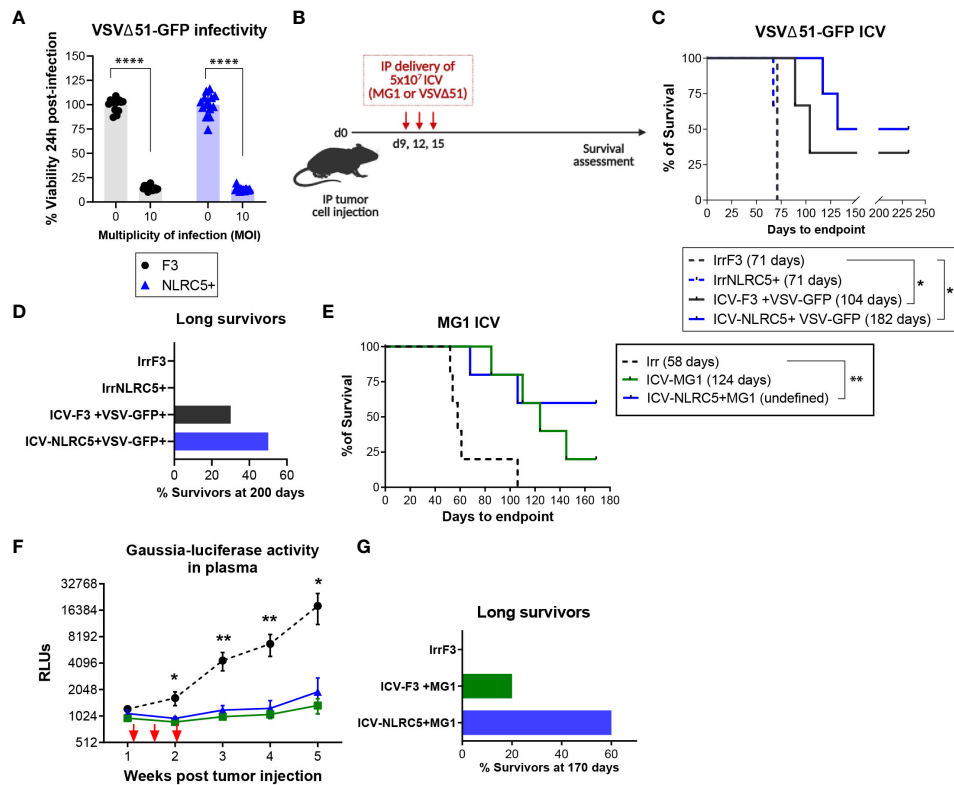 A
VSVΔ51-GFP infectivity
% Viability 24h post-infection
150
125
100
75
50
25
0
****
****
0
10
0
10
Multiplicity of infection (MOI)
F3
NLRC5+
B
IP delivery of
5x10⁷ ICV
(MG1 or VSVΔ51)
d0
d9, 12, 15
Survival
assessment
IP tumor
cell injection
C
VSVΔ51-GFP ICV
% of Survival
100
75
50
25
0
0 25 50 75 100 125 150 200 225 250
Days to endpoint
IrrF3 (71 days)
IrrNLRC5+ (71 days)
ICV-F3 +VSV-GFP (104 days)
ICV-NLRC5+ VSV-GFP (182 days)
*
*
D
Long survivors
IrrF3
IrrNLRC5+
ICV-F3 +VSV-GFP+
ICV-NLRC5+VSV-GFP+
0 20 40 60
% Survivors at 200 days
E
MG1 ICV
%of Survival
100
75
50
25
0
0 20 40 60 80 100 120 140 160 180
Days to endpoint
Irr (58 days)
ICV-MG1 (124 days)
ICV-NLRC5+MG1 (undefined)
**
F
Gaussia-luciferase activity
in plasma
RLUs
32768
16384
8192
4096
2048
1024
512
*
**
**
*
1 2 3 4 5
Weeks post tumor injection
G
Long survivors
IrrF3
ICV-F3 +MG1
ICV-NLRC5+MG1
0 20 40 60
% Survivors at 170 days